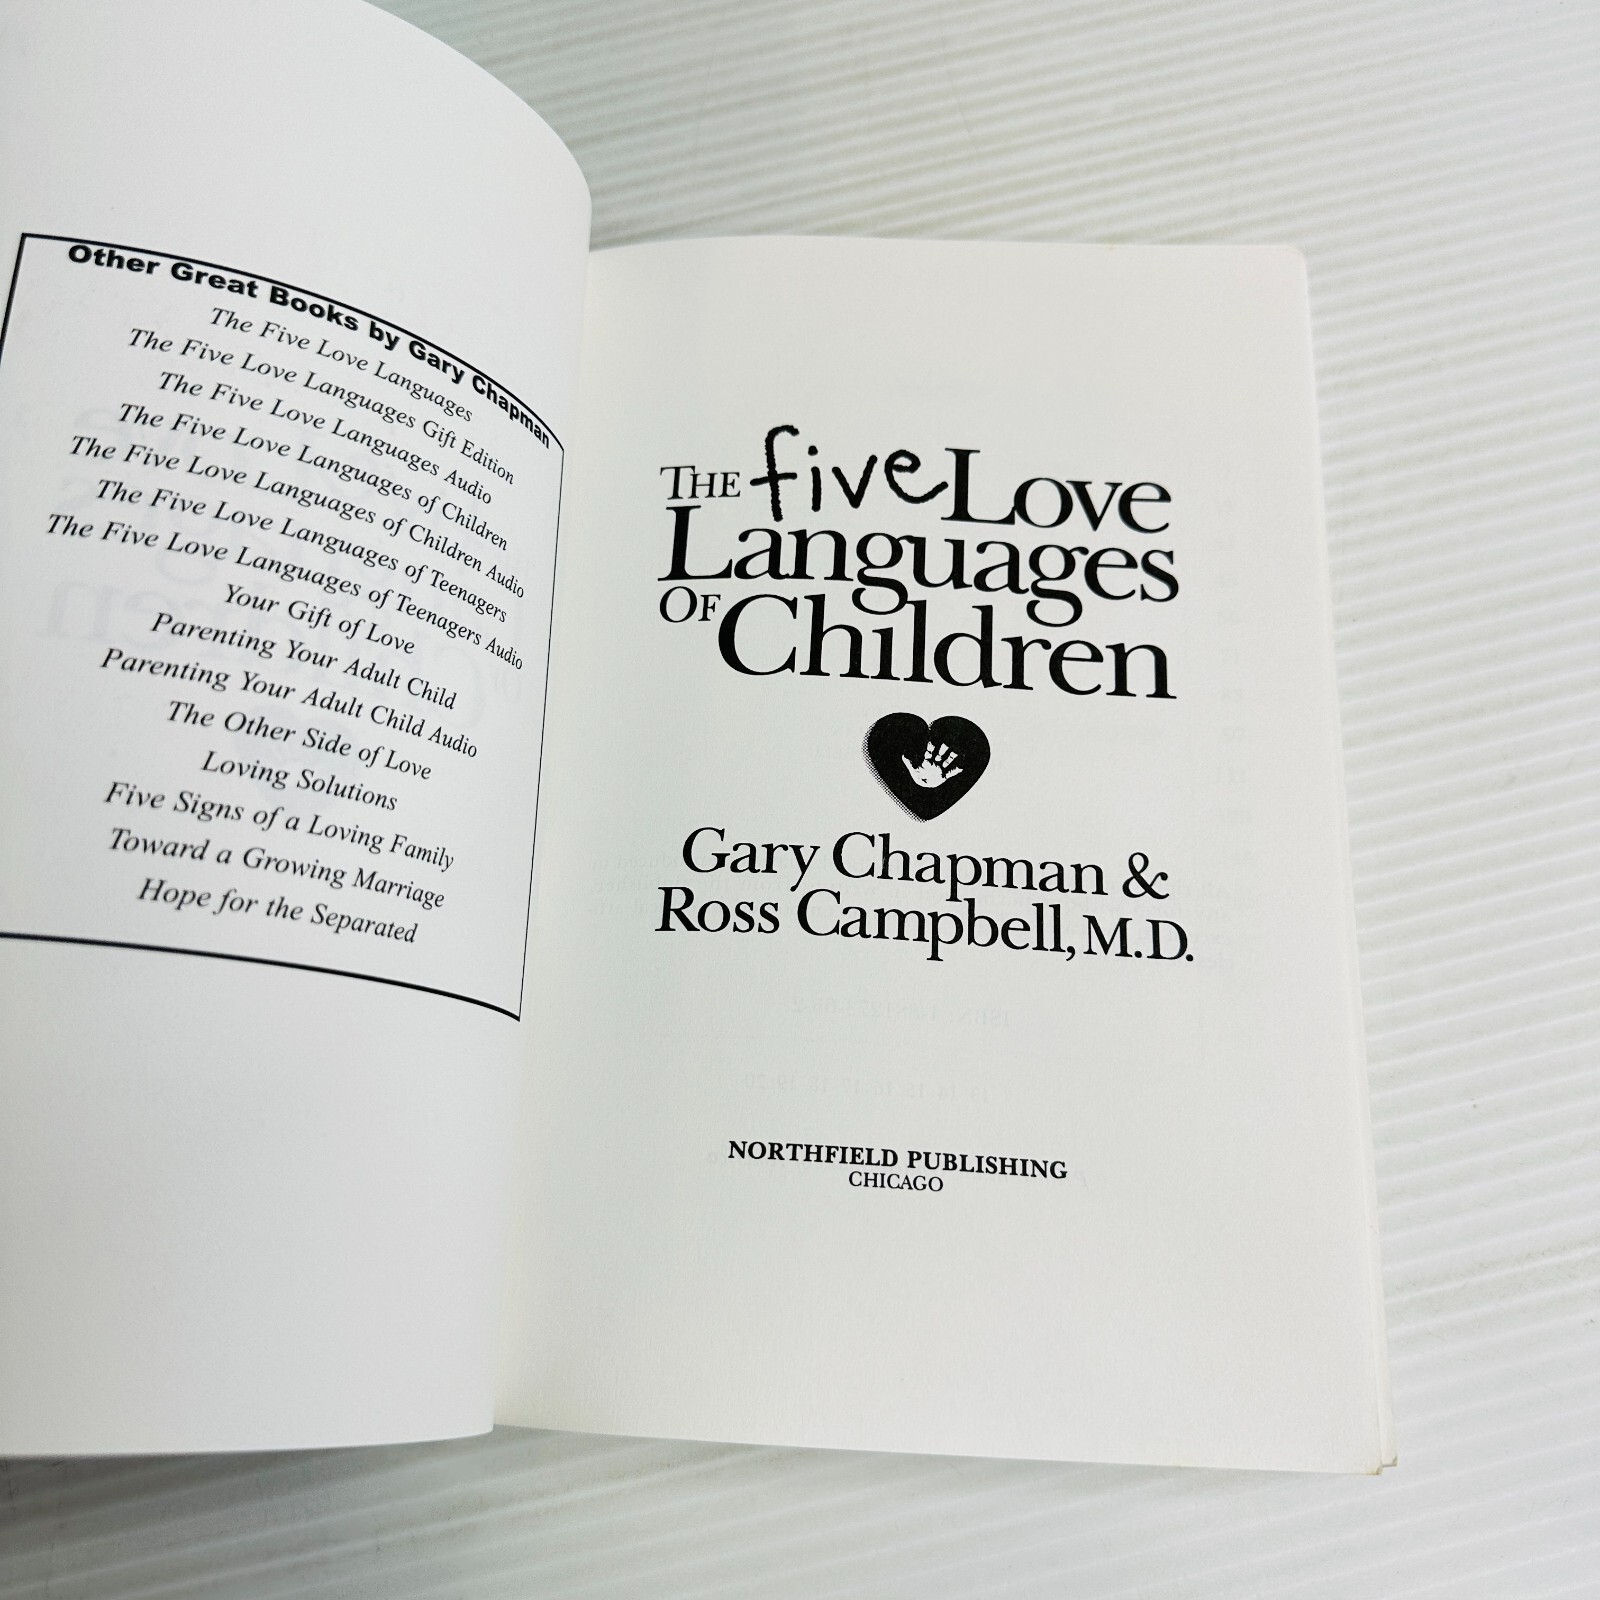 Other Great Books by Gary Chapman
The Five Love Languages
The Five Love Languages Gift Edition
The Five Love Languages Audio
The Five Love Languages of Children
The Five Love Languages of Children Audio
The Five Love Languages of Teenagers
The Five Love Languages of Teenagers Audio
Your Gift of Love
Parenting Your Adult Child
Parenting Your Adult Child Audio
The Other Side of Love
Loving Solutions
Five Signs of a Loving Family
Toward a Growing Marriage
Hope for the Separated
THE five LOVE
Languages
OF Children
Gary Chapman &
Ross Campbell, M.D.
NORTHFIELD PUBLISHING
CHICAGO